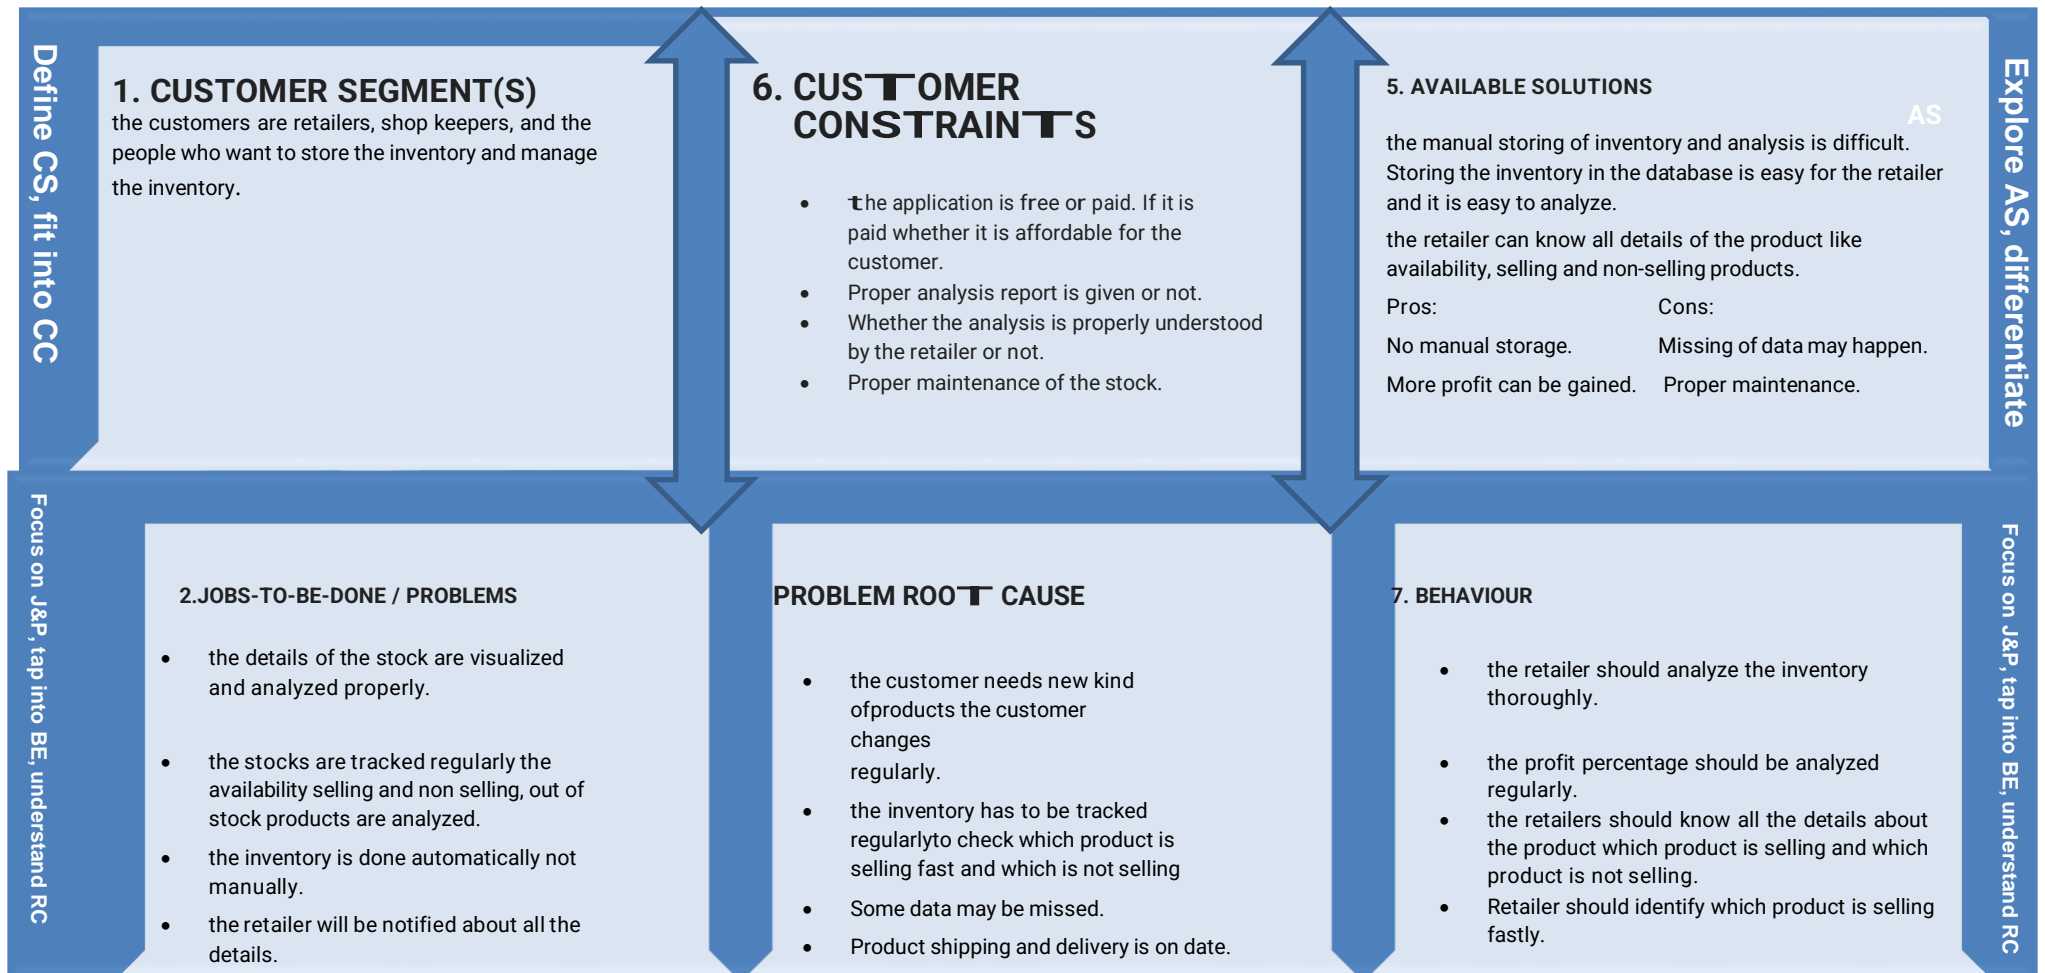 Define CS, fit into CC
1. CUSTOMER SEGMENT(S)
the customers are retailers, shop keepers, and the
people who want to store the inventory and manage
the inventory.
6. CUSTOMER
CONSTRAINTS
the application is free or paid. If it is
paid whether it is affordable for the
customer.
Proper analysis report is given or not.
Whether the analysis is properly understood
by the retailer or not.
Proper maintenance of the stock.
5. AVAILABLE SOLUTIONS
AS
the manual storing of inventory and analysis is difficult.
Storing the inventory in the database is easy for the retailer
and it is easy to analyze.
the retailer can know all details of the product like
availability, selling and non-selling products.
Pros: Cons:
No manual storage. Missing of data may happen.
More profit can be gained. Proper maintenance.
Explore AS, differentiate
Focus on J&P, tap into BE, understand RC
2.JOBS-TO-BE-DONE / PROBLEMS
the details of the stock are visualized
and analyzed properly.
the stocks are tracked regularly the
availability selling and non selling, out of
stock products are analyzed.
the inventory is done automatically not
manually.
the retailer will be notified about all the
details.
PROBLEM ROOT CAUSE
the customer needs new kind
ofproducts the customer
changes
regularly.
the inventory has to be tracked
regularlyto check which product is
selling fast and which is not selling
Some data may be missed.
Product shipping and delivery is on date.
7. BEHAVIOUR
the retailer should analyze the inventory
thoroughly.
the profit percentage should be analyzed
regularly.
the retailers should know all the details about
the product which product is selling and which
product is not selling.
Retailer should identify which product is selling
fastly.
Focus on J&P, tap into BE, understand RC